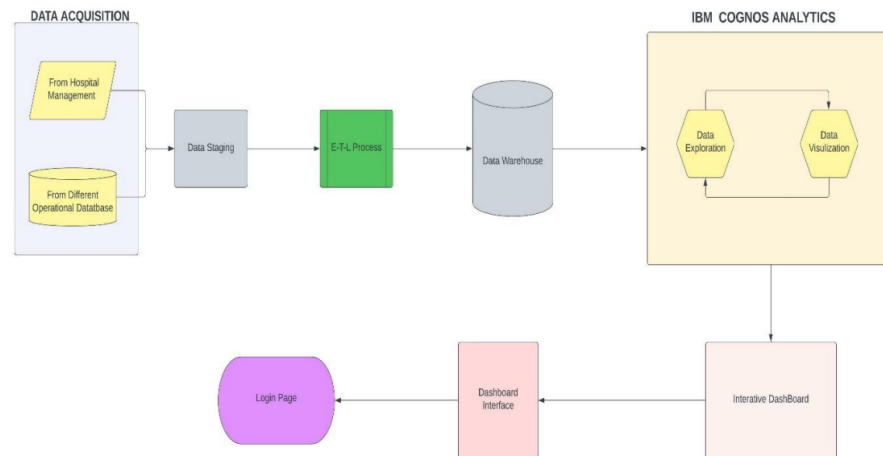 DATA ACQUISITION
IBM COGNOS ANALYTICS
From Hospital
Management
From Different
Operational Datatbase
Data Staging
E-T-L Process
Data Warehouse
Data
Exploration
Data
Visulization
Login Page
Dashboard
Interface
Interative DashBoard